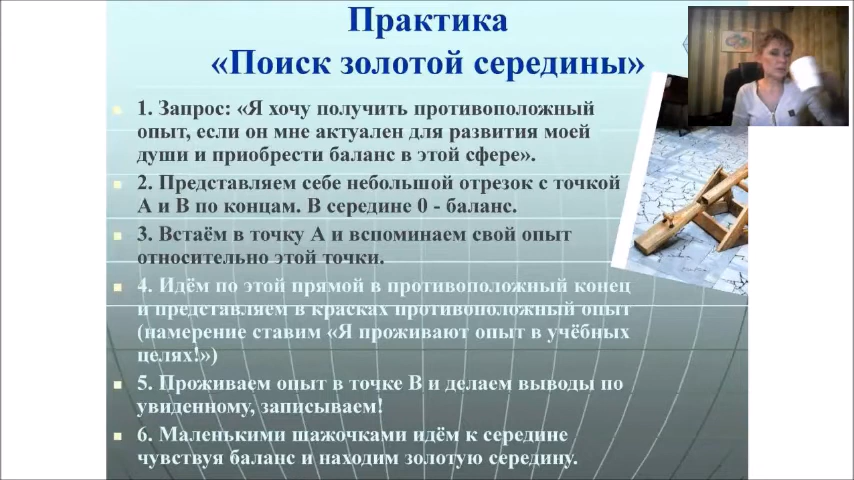 Практика
«Поиск золотой середины»
1. Запрос: «Я хочу получить противоположный
опыт, если он мне актуален для развития моей
души и приобрести баланс в этой сфере».
2. Представляем себе небольшой отрезок с точкой
А и В по концам. В середине 0 - баланс.
3. Встаём в точку А и вспоминаем свой опыт
относительно этой точки.
4. Идём по этой прямой в противоположный конец
и представляем в красках противоположный опыт
(намерение ставим «Я проживают опыт в учёбных
целях!»)
5. Проживаем опыт в точке В и делаем выводы по
увиденному, записываем!
6. Маленькими шажочками идём к середине
чувствуя баланс и находим золотую середину.